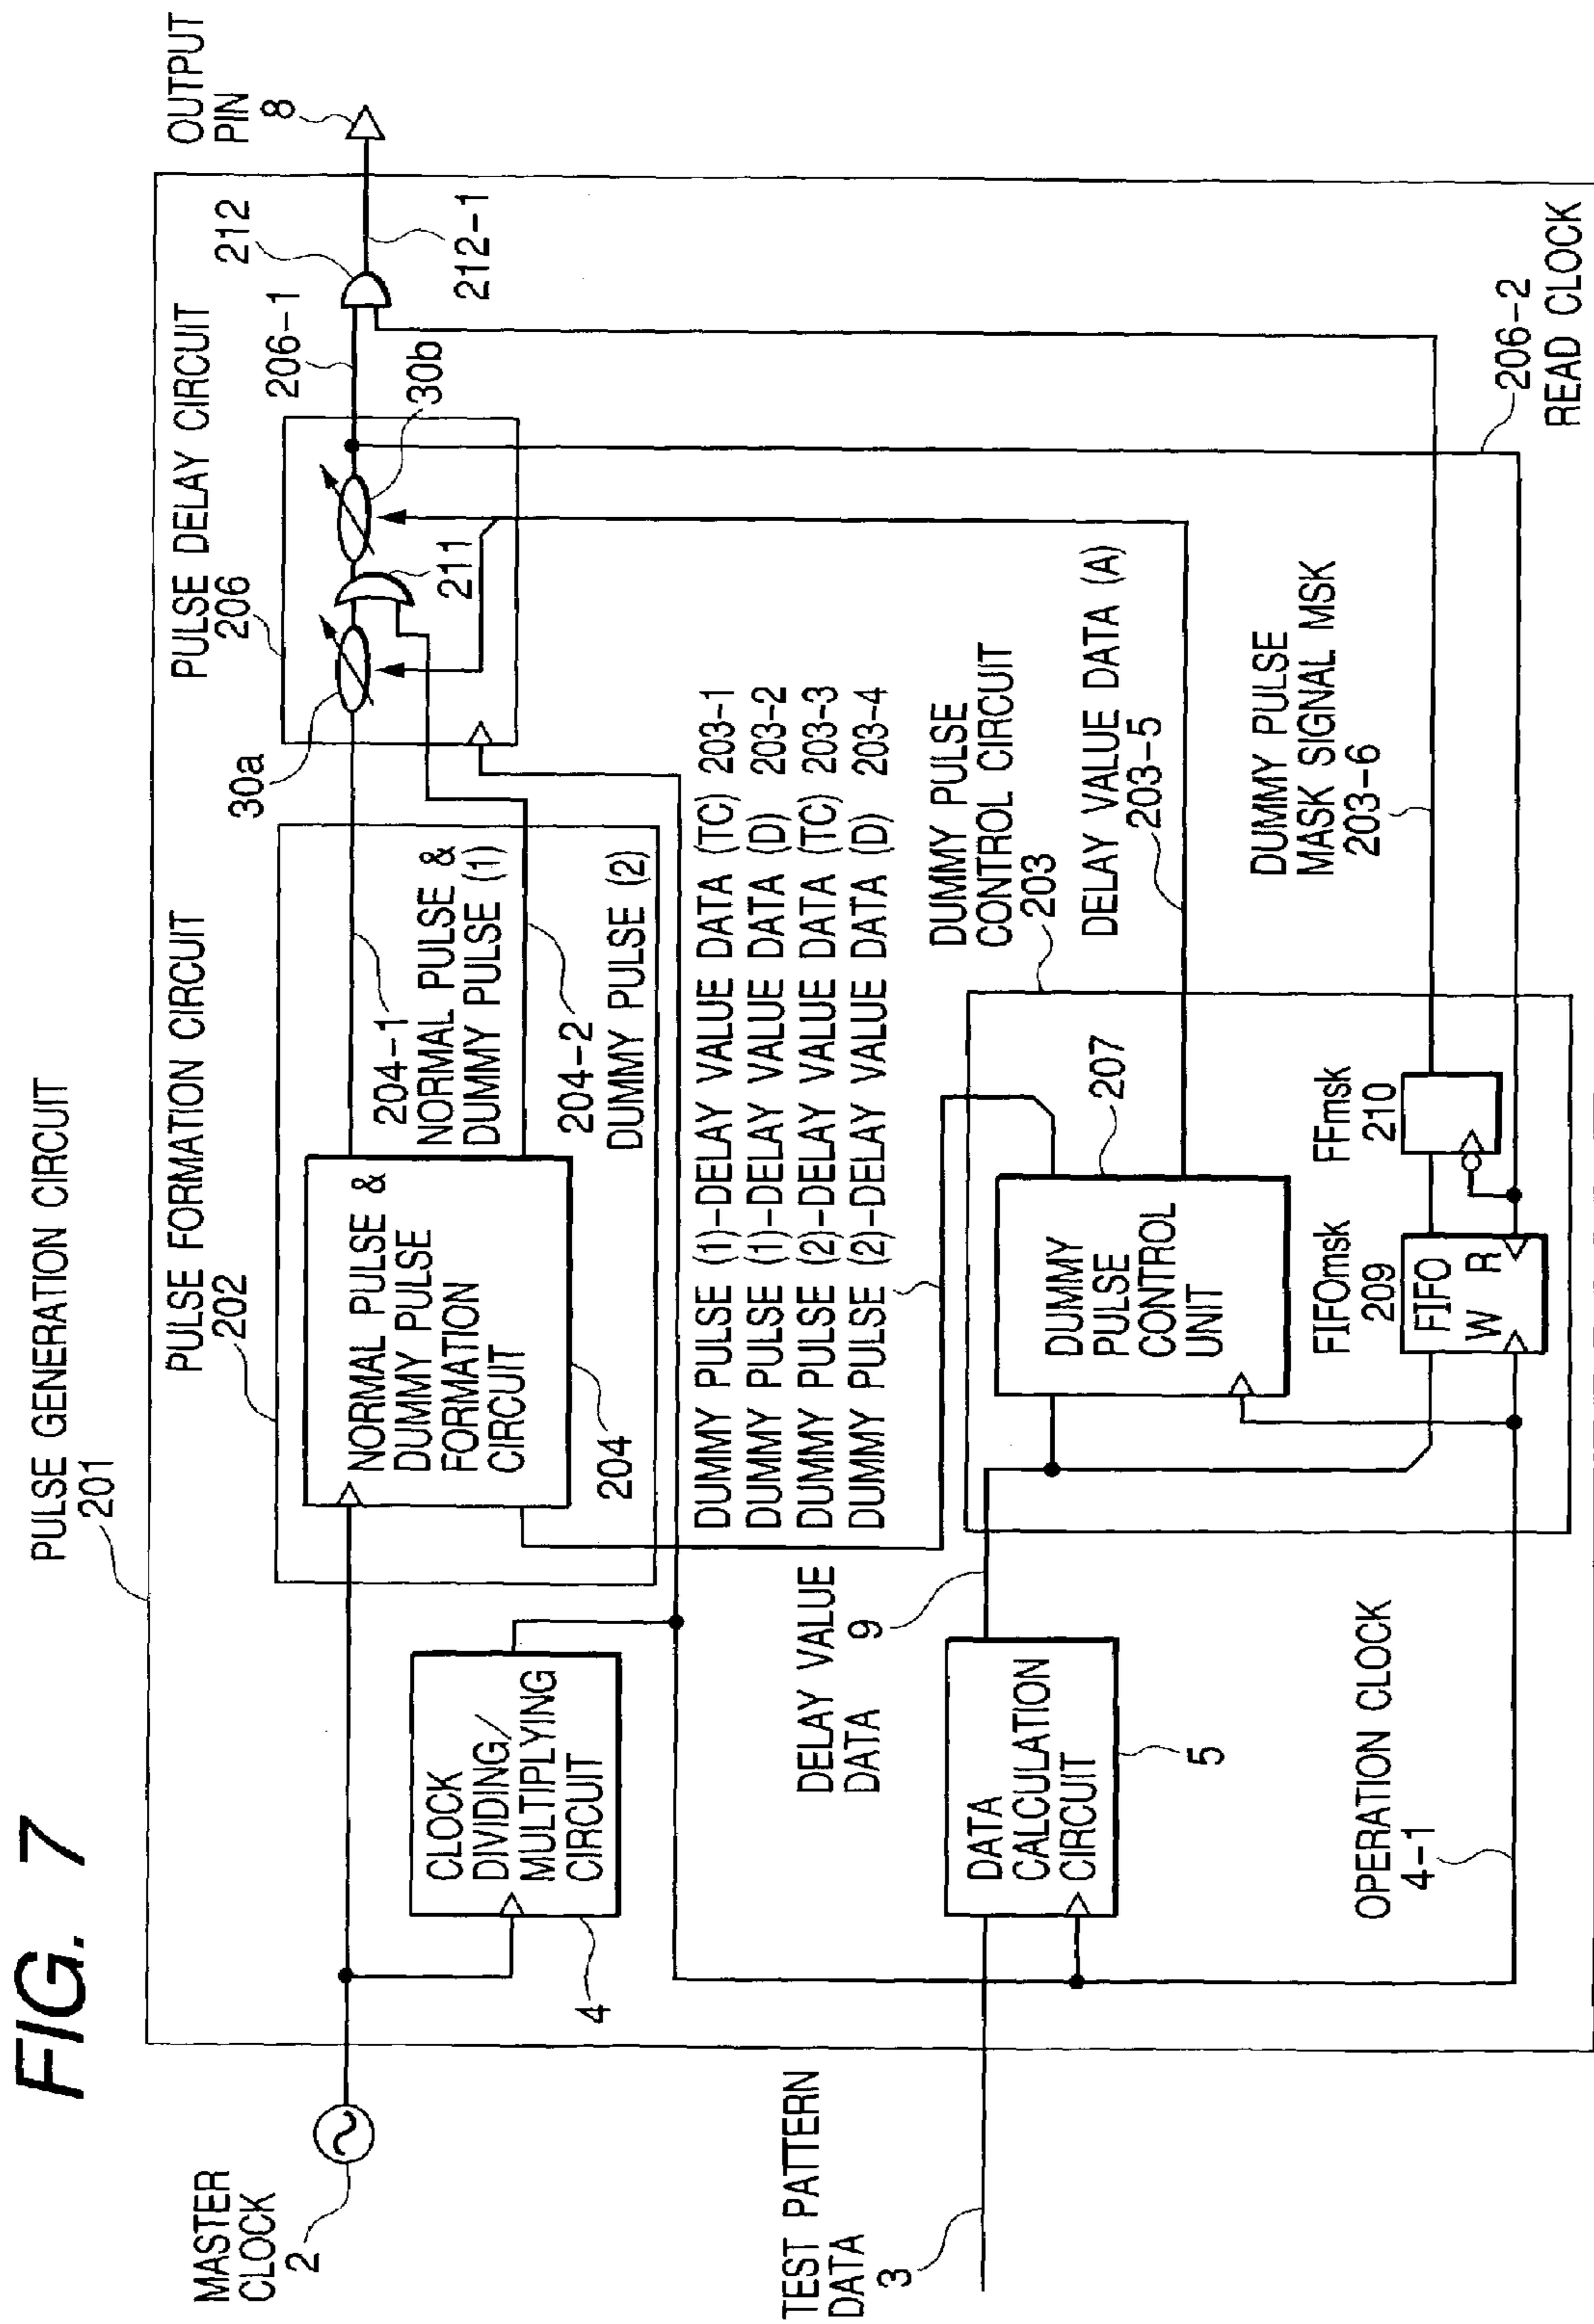 FIG. 7
PULSE GENERATION CIRCUIT
201
MASTER
CLOCK
2
PULSE FORMATION CIRCUIT
202
NORMAL PULSE &
DUMMY PULSE
FORMATION
CIRCUIT
204
204-1
NORMAL PULSE &
DUMMY PULSE (1)
204-2
DUMMY PULSE (2)
PULSE DELAY CIRCUIT
206
30a
211
30b
206-1
212
212-1
OUTPUT
PIN
8
CLOCK
DIVIDING/
MULTIPLYING
CIRCUIT
4
DUMMY PULSE (1)-DELAY VALUE DATA (TC) 203-1
DUMMY PULSE (1)-DELAY VALUE DATA (D) 203-2
DUMMY PULSE (2)-DELAY VALUE DATA (TC) 203-3
DUMMY PULSE (2)-DELAY VALUE DATA (D) 203-4
TEST PATTERN
DATA
3
DELAY VALUE
DATA
9
DATA
CALCULATION
CIRCUIT
5
OPERATION CLOCK
4-1
DUMMY PULSE
CONTROL CIRCUIT
203
DUMMY
PULSE
CONTROL
UNIT
207
DELAY VALUE DATA (A)
203-5
FIFOmsk
209
FIFO
W R
FFmsk
210
DUMMY PULSE
MASK SIGNAL MSK
203-6
206-2
READ CLOCK